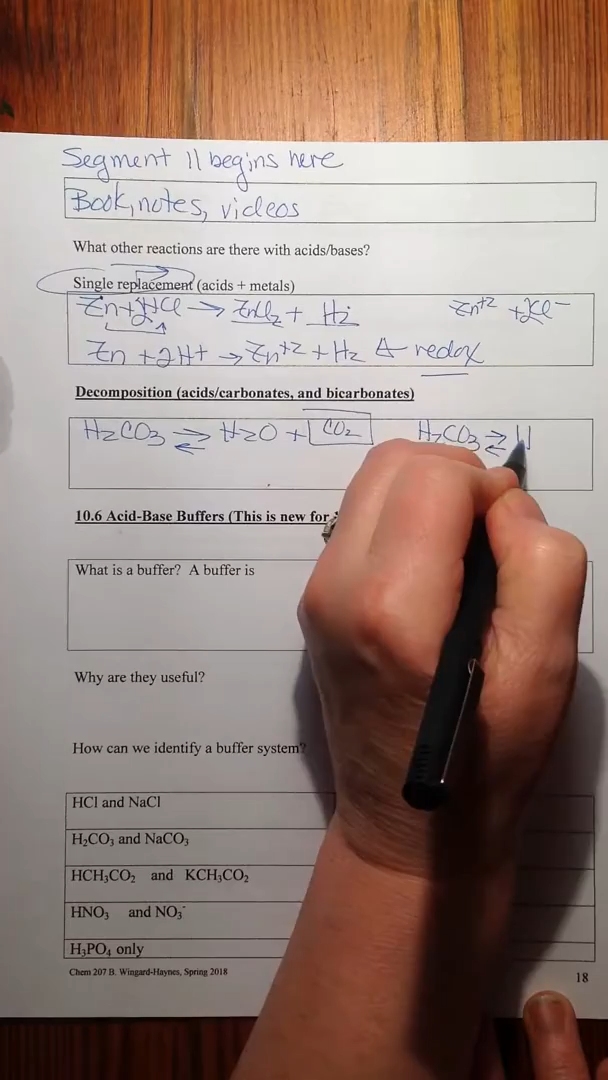 Segment 11 begins here
Book, notes, videos
What other reactions are there with acids/bases?
Single replacement (acids + metals)
Zn + 2HCl → ZnCl₂ + H₂ Zn⁺² + 2Cl⁻
Zn + 2H⁺ → Zn⁺² + H₂ ← redox
Decomposition (acids/carbonates, and bicarbonates)
H₂CO₃ ⇌ H₂O + CO₂ H₂CO₃ ⇌ H
10.6 Acid-Base Buffers (This is new for
What is a buffer? A buffer is
Why are they useful?
How can we identify a buffer system?
HCl and NaCl
H₂CO₃ and NaCO₃
HCH₃CO₂ and KCH₃CO₂
HNO₃ and NO₃⁻
H₃PO₄ only
Chem 207 B. Wingard-Haynes, Spring 2018 18